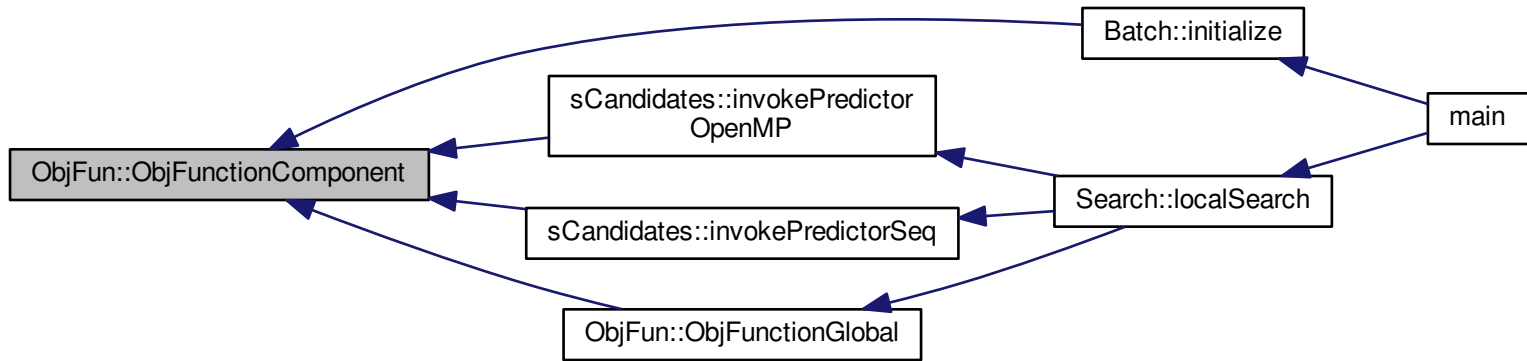 ObjFun::ObjFunctionComponent
Batch::initialize
sCandidates::invokePredictor
OpenMP
sCandidates::invokePredictorSeq
ObjFun::ObjFunctionGlobal
Search::localSearch
main